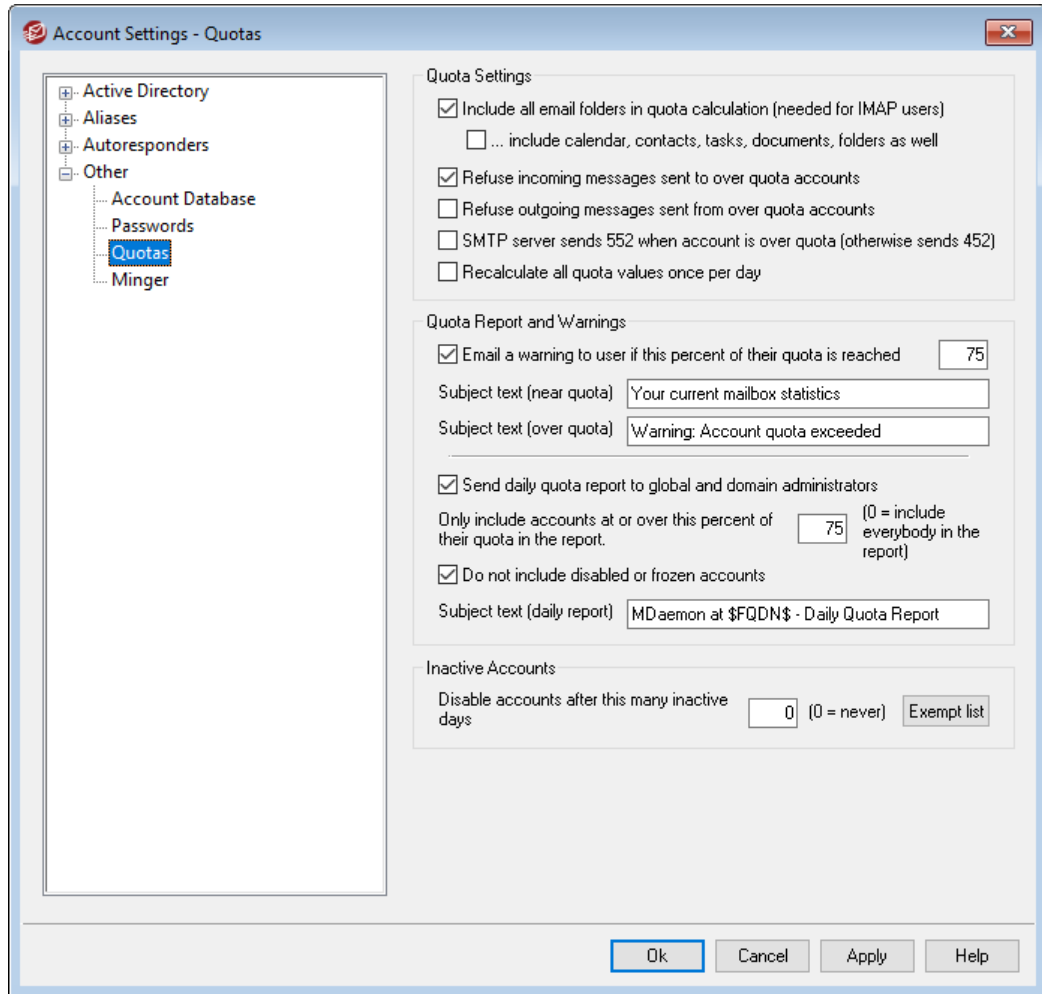 Account Settings - Quotas
Active Directory
Aliases
Autoresponders
Other
Account Database
Passwords
Quotas
Minger
Quota Settings
Include all email folders in quota calculation (needed for IMAP users)
... include calendar, contacts, tasks, documents, folders as well
Refuse incoming messages sent to over quota accounts
Refuse outgoing messages sent from over quota accounts
SMTP server sends 552 when account is over quota (otherwise sends 452)
Recalculate all quota values once per day
Quota Report and Warnings
Email a warning to user if this percent of their quota is reached 75
Subject text (near quota) Your current mailbox statistics
Subject text (over quota) Warning: Account quota exceeded
Send daily quota report to global and domain administrators
Only include accounts at or over this percent of
their quota in the report.
75
(0 = include
everybody in the
report)
Do not include disabled or frozen accounts
Subject text (daily report) MDaemon at $FQDN$ - Daily Quota Report
Inactive Accounts
Disable accounts after this many inactive
days
0 (0 = never) Exempt list
Ok Cancel Apply Help